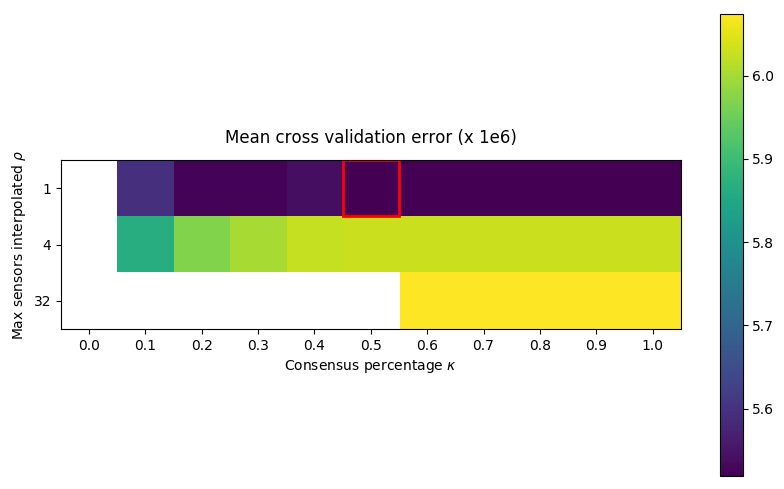 Mean cross validation error (x 1e6)
Max sensors interpolated ρ
1
4
32
0.0 0.1 0.2 0.3 0.4 0.5 0.6 0.7 0.8 0.9 1.0
Consensus percentage κ
6.0
5.9
5.8
5.7
5.6